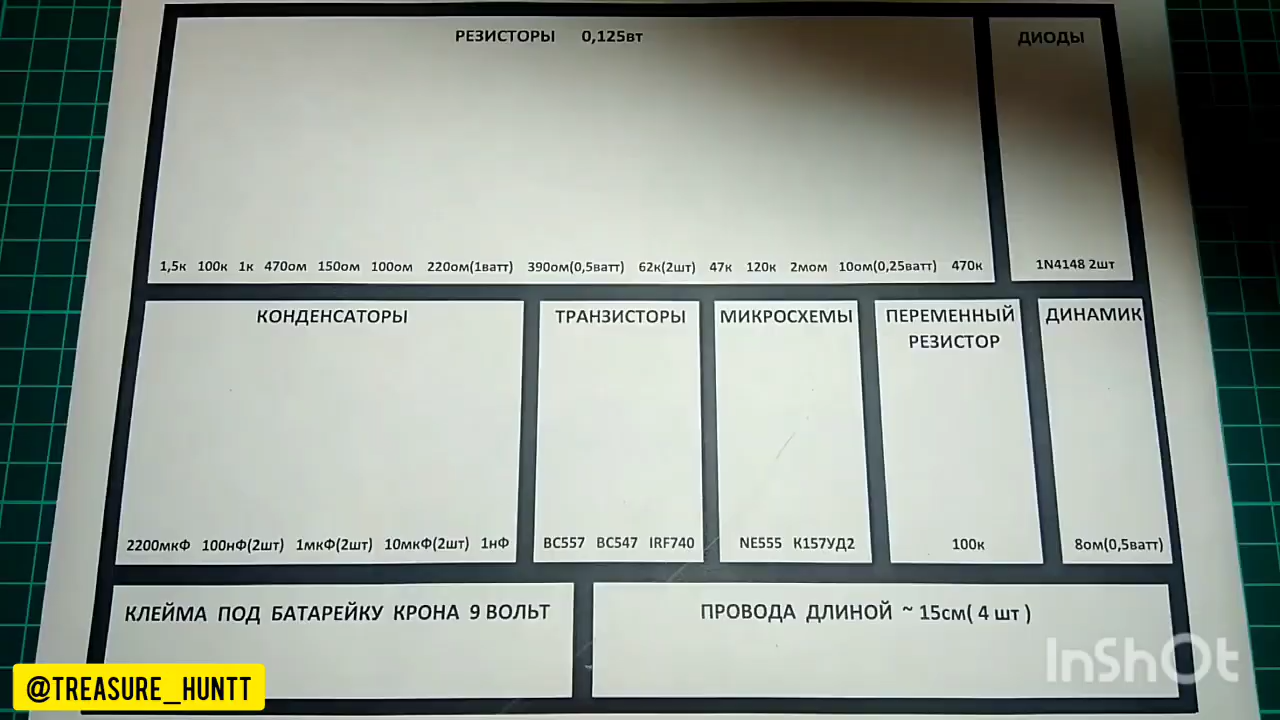 РЕЗИСТОРЫ 0,125вт
1,5к 100к 1к 470ом 150ом 100ом 220ом(1ватт) 390ом(0,5ватт) 62к(2шт) 47к 120к 2мом 10ом(0,25ватт) 470к
ДИОДЫ
1N4148 2шт
КОНДЕНСАТОРЫ
2200мкФ 100нФ(2шт) 1мкФ(2шт) 10мкФ(2шт) 1нФ
ТРАНЗИСТОРЫ
BC557 BC547 IRF740
МИКРОСХЕМЫ
NE555 К157УД2
ПЕРЕМЕННЫЙ
РЕЗИСТОР
100к
ДИНАМИК
8ом(0,5ватт)
КЛЕЙМА ПОД БАТАРЕЙКУ КРОНА 9 ВОЛЬТ
ПРОВОДА ДЛИНОЙ ~ 15см( 4 шт )
@TREASURE_HUNTT
InShOt